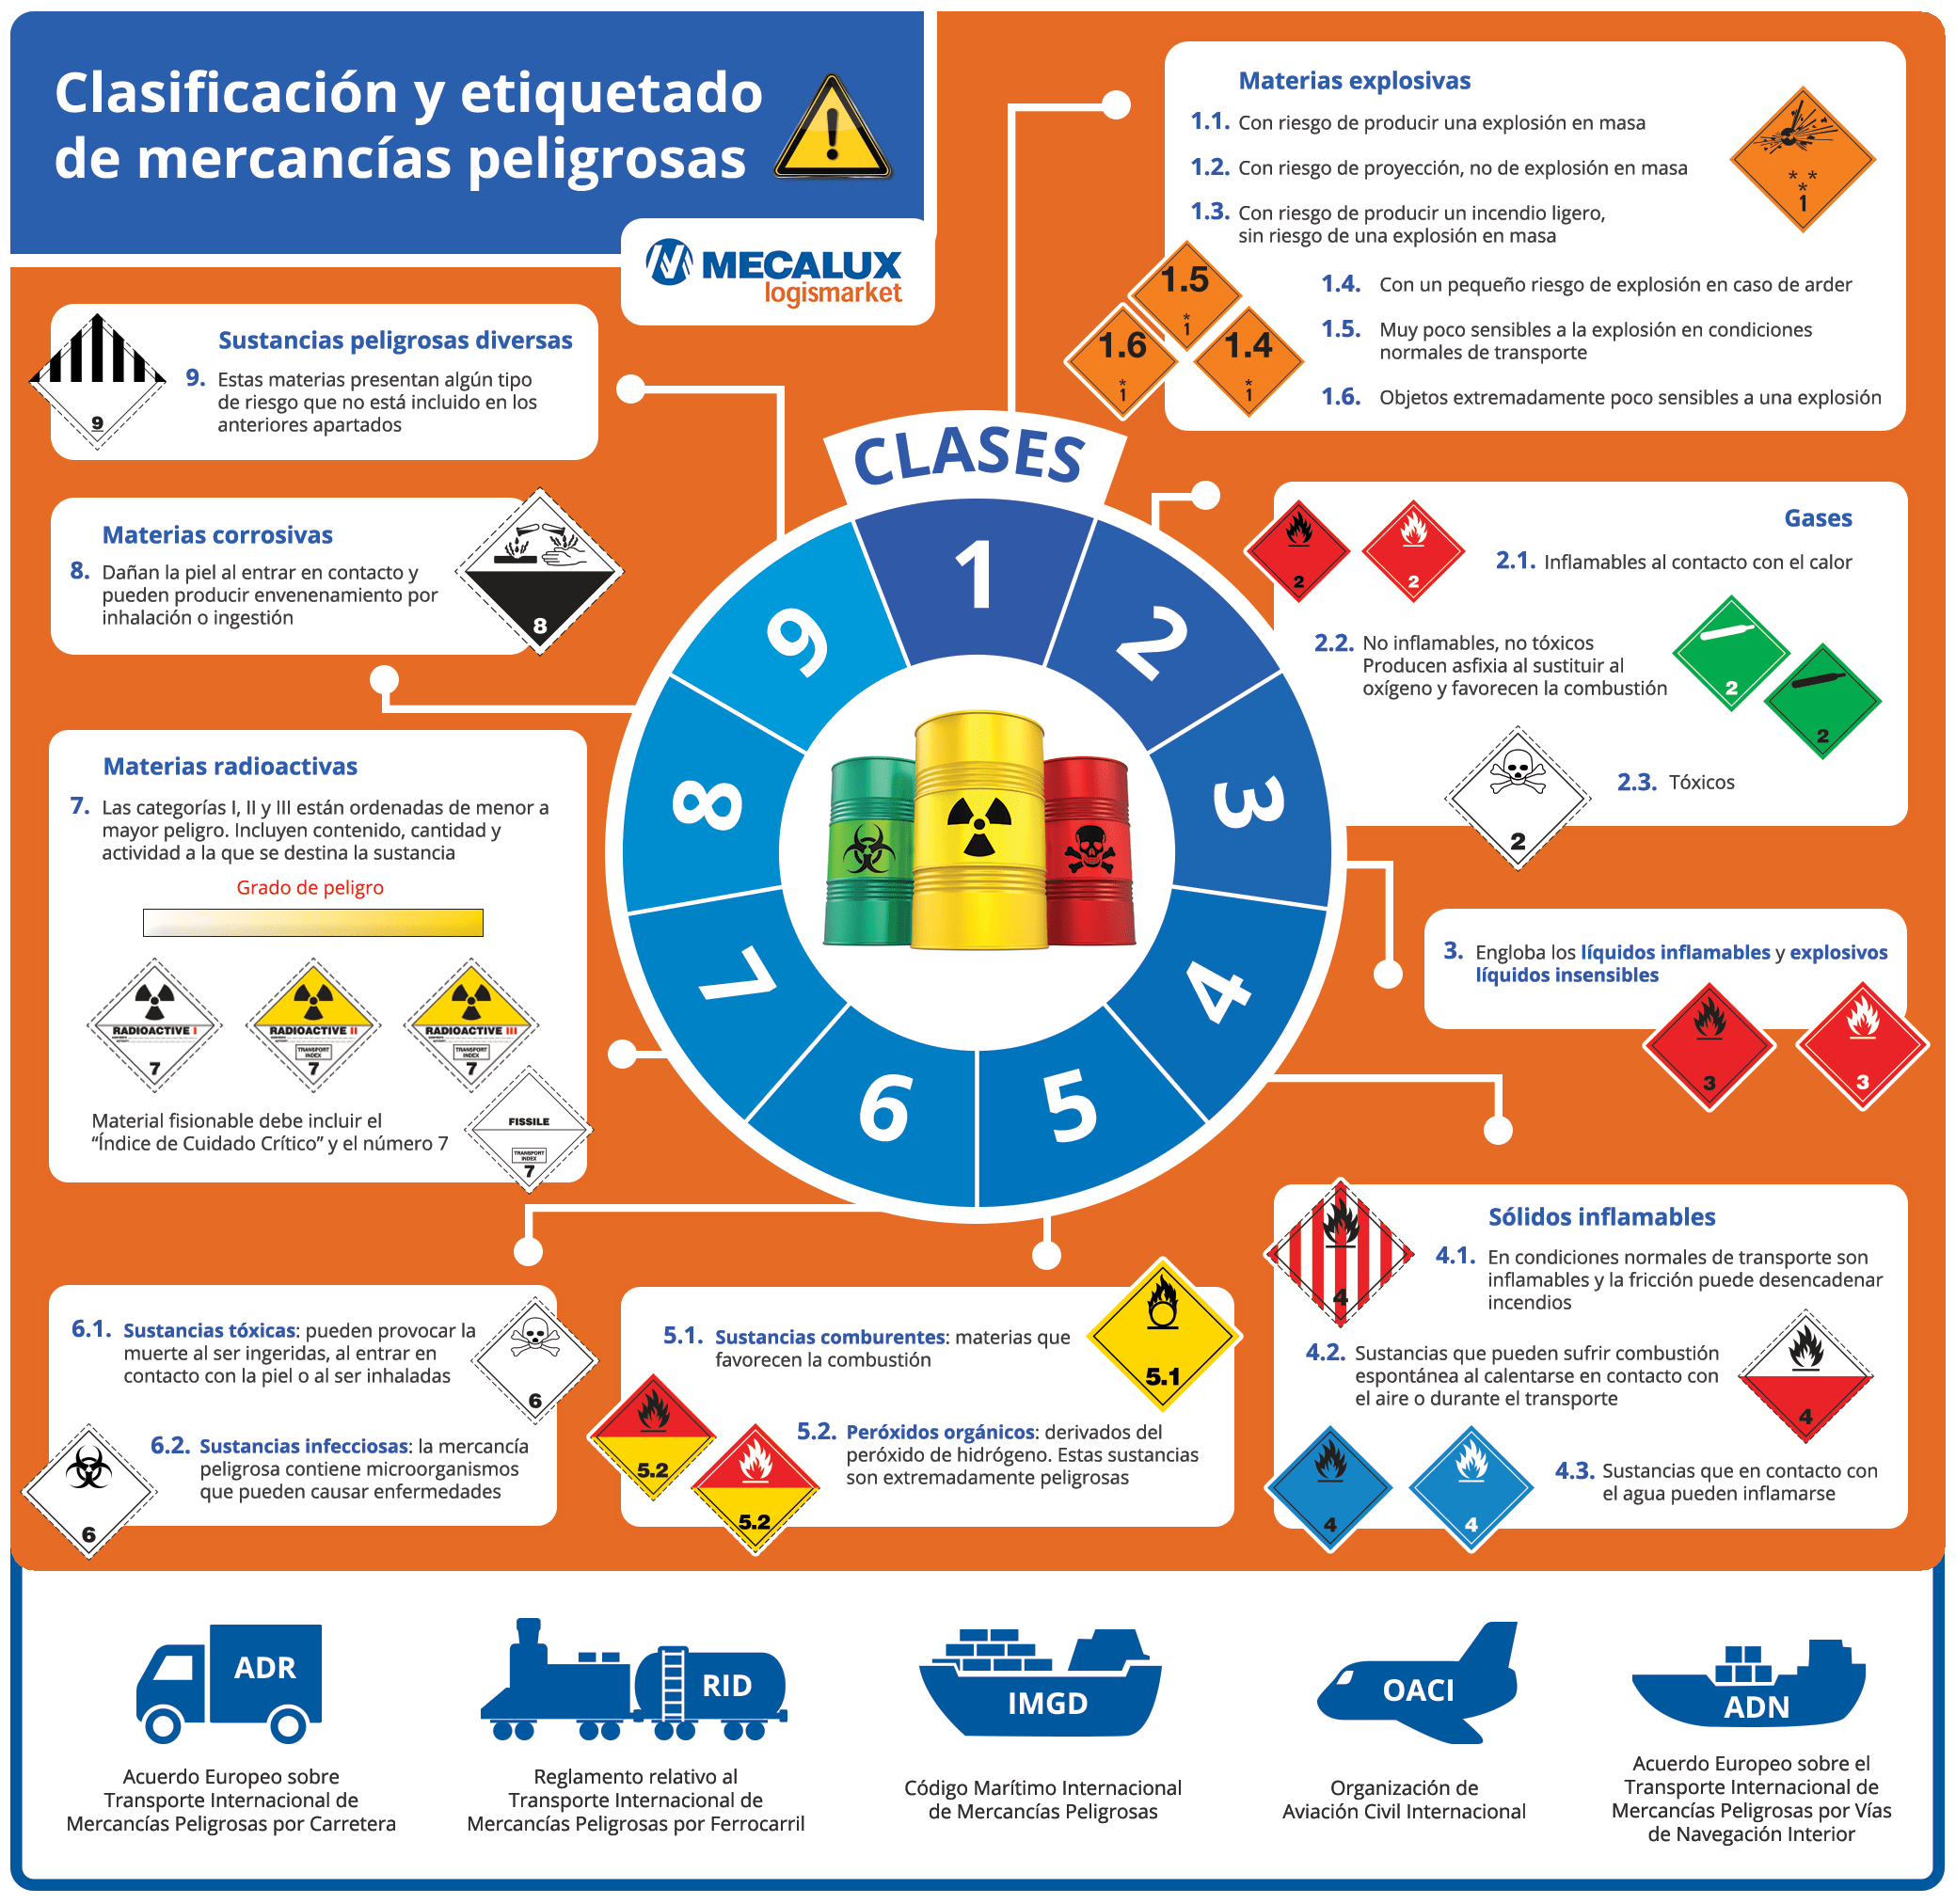 Clasificación y etiquetado
de mercancías peligrosas
MECALUX
logismarket
CLASES
1
2
3
4
5
6
7
8
9
Materias explosivas
1.1. Con riesgo de producir una explosión en masa
1.2. Con riesgo de proyección, no de explosión en masa
1.3. Con riesgo de producir un incendio ligero,
sin riesgo de una explosión en masa
1.4. Con un pequeño riesgo de explosión en caso de arder
1.5. Muy poco sensibles a la explosión en condiciones
normales de transporte
1.6. Objetos extremadamente poco sensibles a una explosión
* *
*
1
1.5
*
1
1.6
*
1
1.4
*
1
Gases
2.1. Inflamables al contacto con el calor
2
2
2.2. No inflamables, no tóxicos
Producen asfixia al sustituir al
oxígeno y favorecen la combustión
2
2
2.3. Tóxicos
2
3. Engloba los líquidos inflamables y explosivos
líquidos insensibles
3
3
Sólidos inflamables
4.1. En condiciones normales de transporte son
inflamables y la fricción puede desencadenar
incendios
4
4.2. Sustancias que pueden sufrir combustión
espontánea al calentarse en contacto con
el aire o durante el transporte
4
4.3. Sustancias que en contacto con
el agua pueden inflamarse
4
4
5.1. Sustancias comburentes: materias que
favorecen la combustión
5.1
5.2. Peróxidos orgánicos: derivados del
peróxido de hidrógeno. Estas sustancias
son extremadamente peligrosas
5.2
5.2
6.1. Sustancias tóxicas: pueden provocar la
muerte al ser ingeridas, al entrar en
contacto con la piel o al ser inhaladas
6
6.2. Sustancias infecciosas: la mercancía
peligrosa contiene microorganismos
que pueden causar enfermedades
6
Materias radioactivas
7. Las categorías I, II y III están ordenadas de menor a
mayor peligro. Incluyen contenido, cantidad y
actividad a la que se destina la sustancia
Grado de peligro
RADIOACTIVE I
7
RADIOACTIVE II
TRANSPORT
INDEX
7
RADIOACTIVE III
TRANSPORT
INDEX
7
Material fisionable debe incluir el
“Índice de Cuidado Crítico” y el número 7
FISSILE
TRANSPORT
INDEX
7
Materias corrosivas
8. Dañan la piel al entrar en contacto y
pueden producir envenenamiento por
inhalación o ingestión
8
Sustancias peligrosas diversas
9. Estas materias presentan algún tipo
de riesgo que no está incluido en los
anteriores apartados
9
ADR
Acuerdo Europeo sobre
Transporte Internacional de
Mercancías Peligrosas por Carretera
RID
Reglamento relativo al
Transporte Internacional de
Mercancías Peligrosas por Ferrocarril
IMGD
Código Marítimo Internacional
de Mercancías Peligrosas
OACI
Organización de
Aviación Civil Internacional
ADN
Acuerdo Europeo sobre el
Transporte Internacional de
Mercancías Peligrosas por Vías
de Navegación Interior